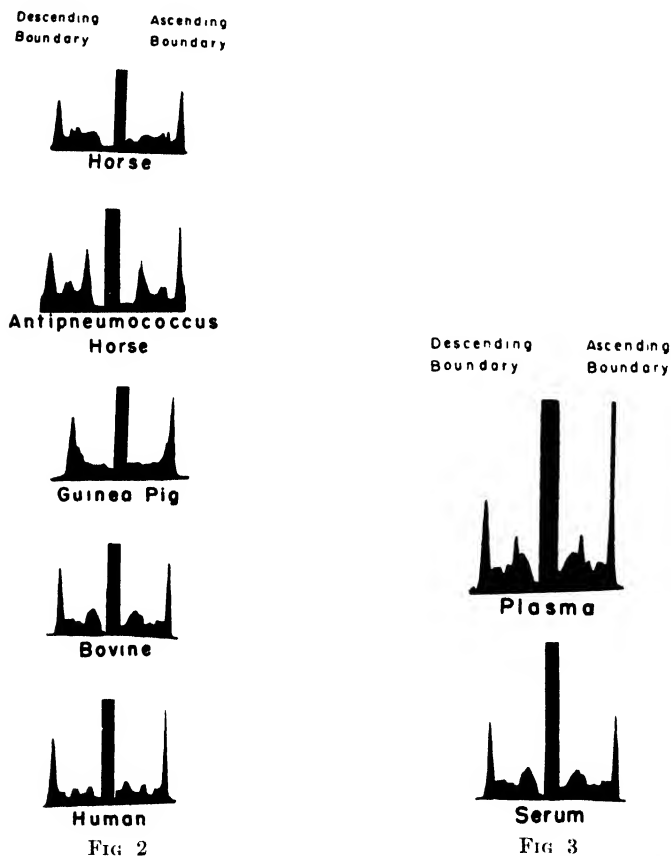 Descending Ascending
Boundary Boundary
Horse
Antipneumococcus
Horse
Guinea Pig
Bovine
Human
FIG 2
Descending Ascending
Boundary Boundary
Plasma
Serum
FIG 3